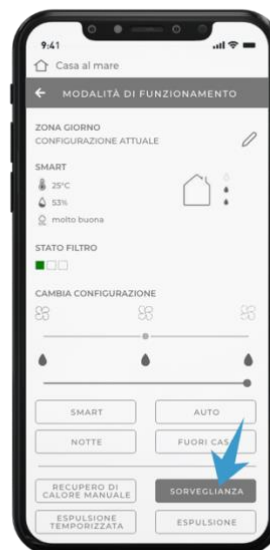 9:41
Casa al mare
MODALITÀ DI FUNZIONAMENTO
ZONA GIORNO
CONFIGURAZIONE ATTUALE
SMART
25°C
53%
molto buona
STATO FILTRO
CAMBIA CONFIGURAZIONE
SMART AUTO
NOTTE FUORI CASA
RECUPERO DI
CALORE MANUALE
SORVEGLIANZA
ESPULSIONE
TEMPORIZZATA
ESPULSIONE